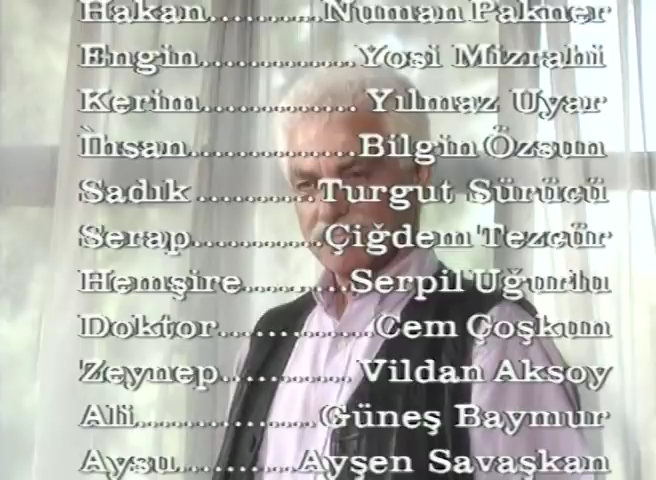 Hakan..........Numan Pakner
Engin.............Yosi Mizrahi
Kerim............. Yılmaz Uyar
İhsan..............Bilgin Özsun
Sadık ..........Turgut Sürücü
Serap...........Çiğdem Tezcür
Hemşire.........Serpil Uğurlu
Doktor.............Cem Çoşkun
Zeynep........... Vildan Aksoy
Ali................Güneş Baymur
Aysu..........Ayşen Savaşkan